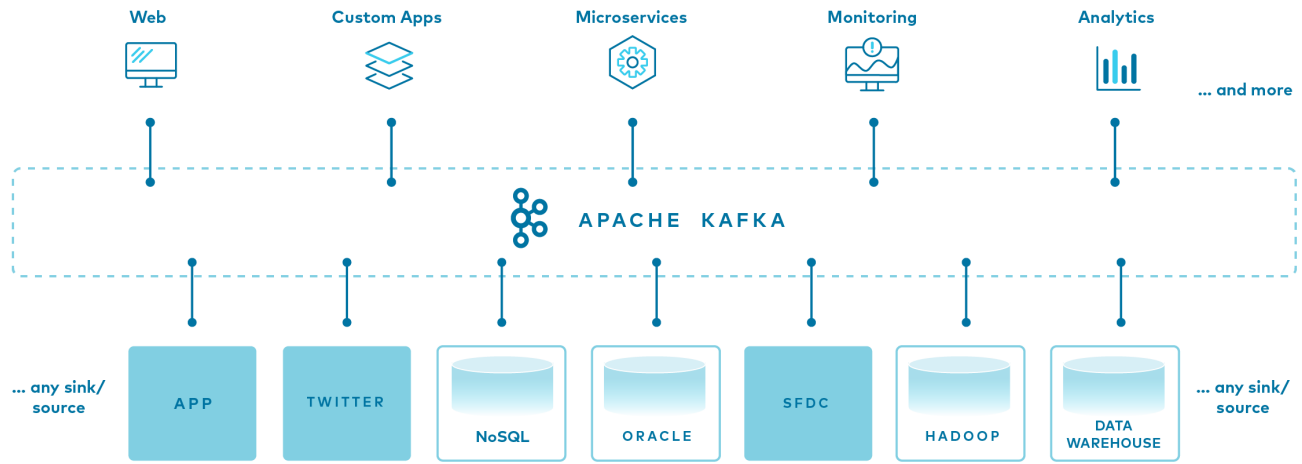 Web
Custom Apps
Microservices
Monitoring
Analytics
... and more
APACHE KAFKA
... any sink/
source
APP
TWITTER
NoSQL
ORACLE
SFDC
HADOOP
DATA
WAREHOUSE
... any sink/
source